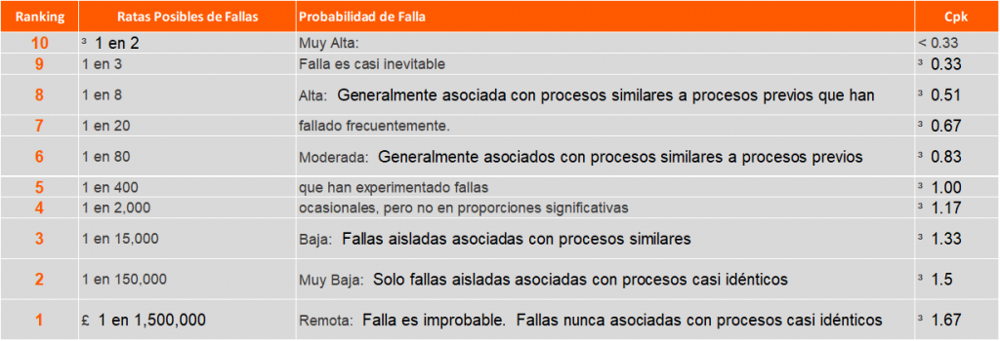 Ranking Ratas Posibles de Fallas Probabilidad de Falla Cpk
10 ³ 1 en 2 Muy Alta: < 0.33
9 1 en 3 Falla es casi inevitable ³ 0.33
8 1 en 8 Alta: Generalmente asociada con procesos similares a procesos previos que han ³ 0.51
7 1 en 20 fallado frecuentemente. ³ 0.67
6 1 en 80 Moderada: Generalmente asociados con procesos similares a procesos previos ³ 0.83
5 1 en 400 que han experimentado fallas ³ 1.00
4 1 en 2,000 ocasionales, pero no en proporciones significativas ³ 1.17
3 1 en 15,000 Baja: Fallas aisladas asociadas con procesos similares ³ 1.33
2 1 en 150,000 Muy Baja: Solo fallas aisladas asociadas con procesos casi idénticos ³ 1.5
1 £ 1 en 1,500,000 Remota: Falla es improbable. Fallas nunca asociadas con procesos casi idénticos ³ 1.67